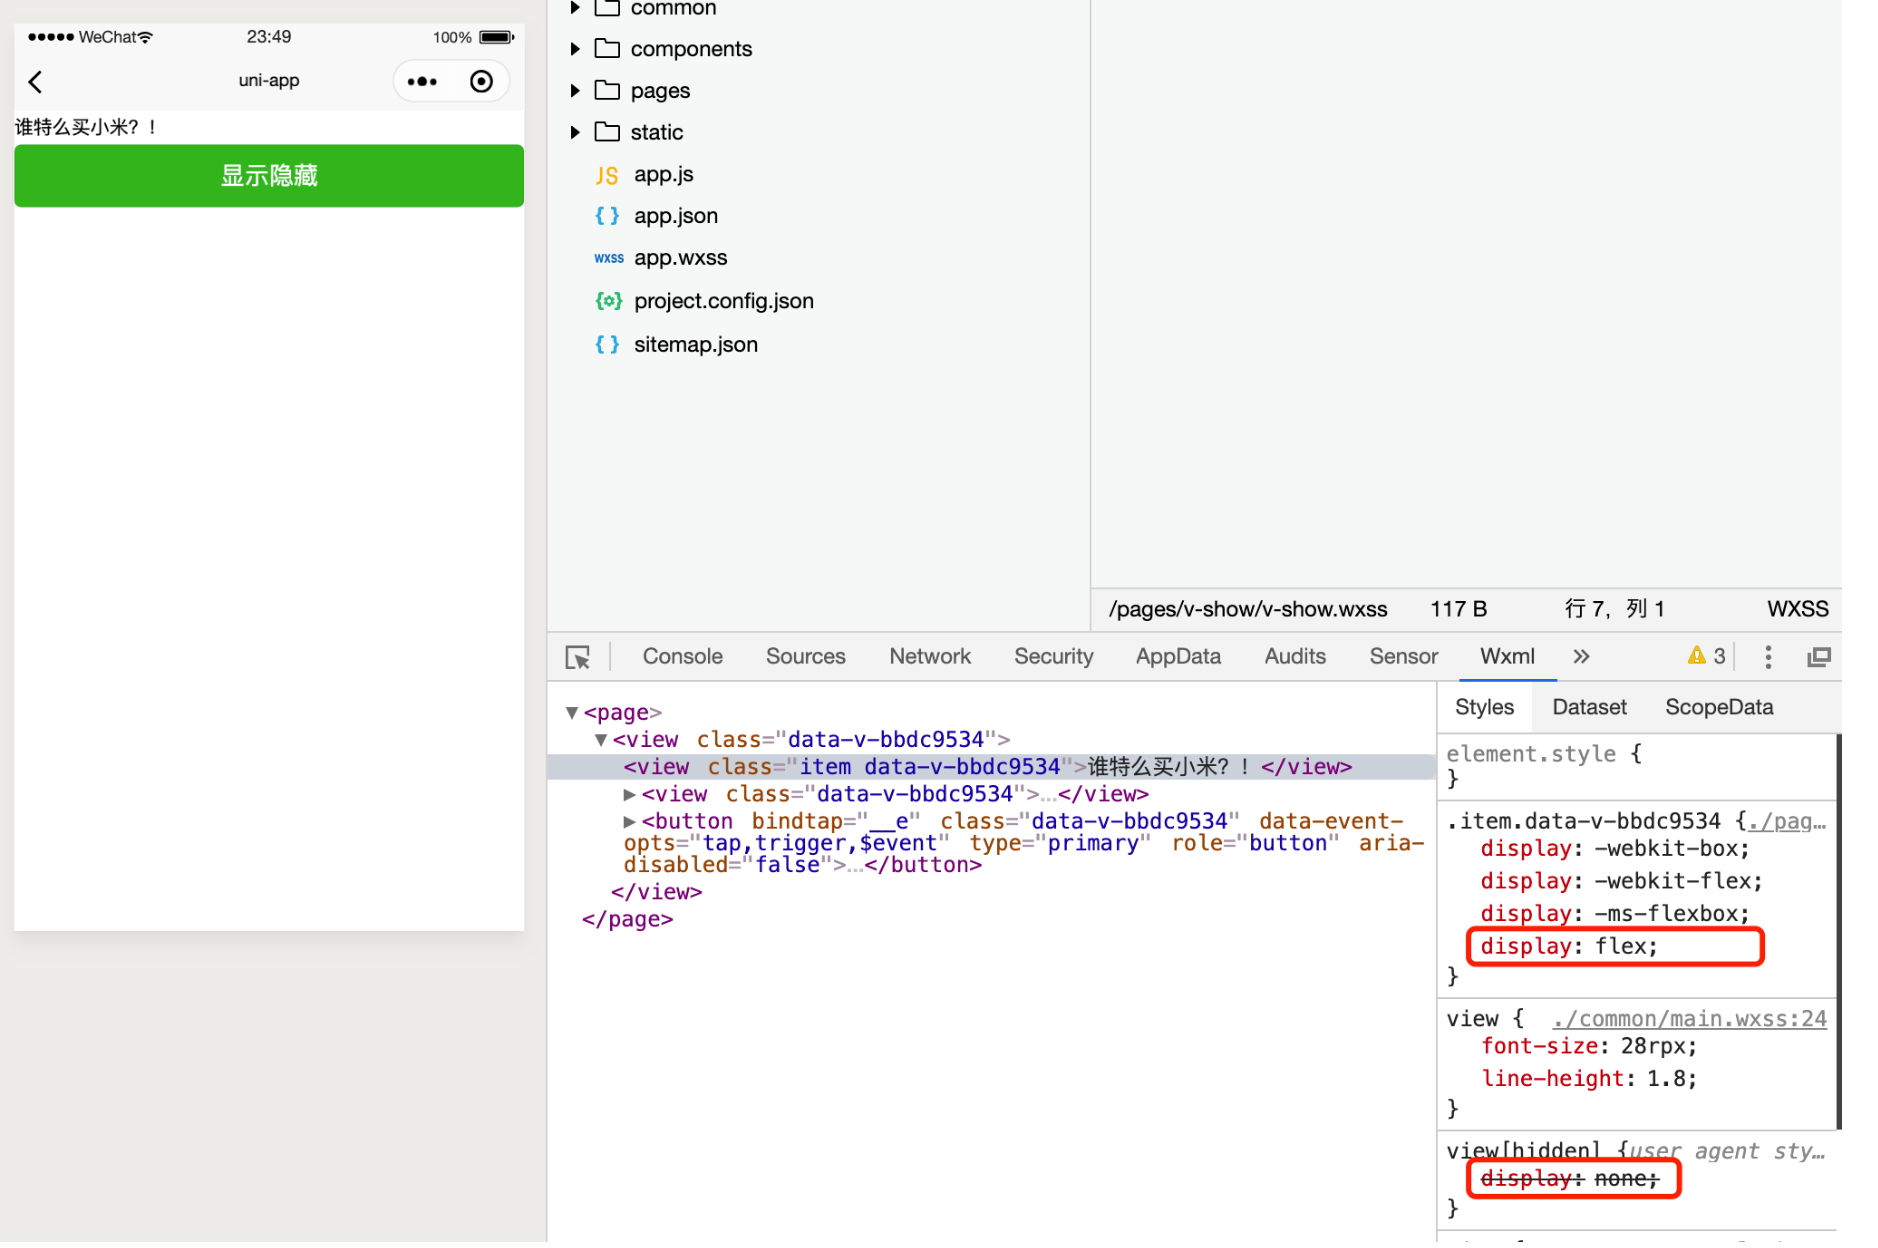 WeChat 23:49 100%
uni-app
谁特么买小米？！
显示隐藏
common
components
pages
static
JS app.js
{ } app.json
wxss app.wxss
project.config.json
{ } sitemap.json
/pages/v-show/v-show.wxss 117 B 行 7，列 1 WXSS
Console Sources Network Security AppData Audits Sensor Wxml » 3
<page>
<view class="data-v-bbdc9534">
<view class="item data-v-bbdc9534">谁特么买小米？！</view>
<view class="data-v-bbdc9534">…</view>
<button bindtap="__e" class="data-v-bbdc9534" data-event-
opts="tap,trigger,$event" type="primary" role="button" aria-
disabled="false">…</button>
</view>
</page>
Styles Dataset ScopeData
element.style {
}
.item.data-v-bbdc9534 {./pag…
display: -webkit-box;
display: -webkit-flex;
display: -ms-flexbox;
display: flex;
}
view { ./common/main.wxss:24
font-size: 28rpx;
line-height: 1.8;
}
view[hidden] {user agent sty…
display: none;
}